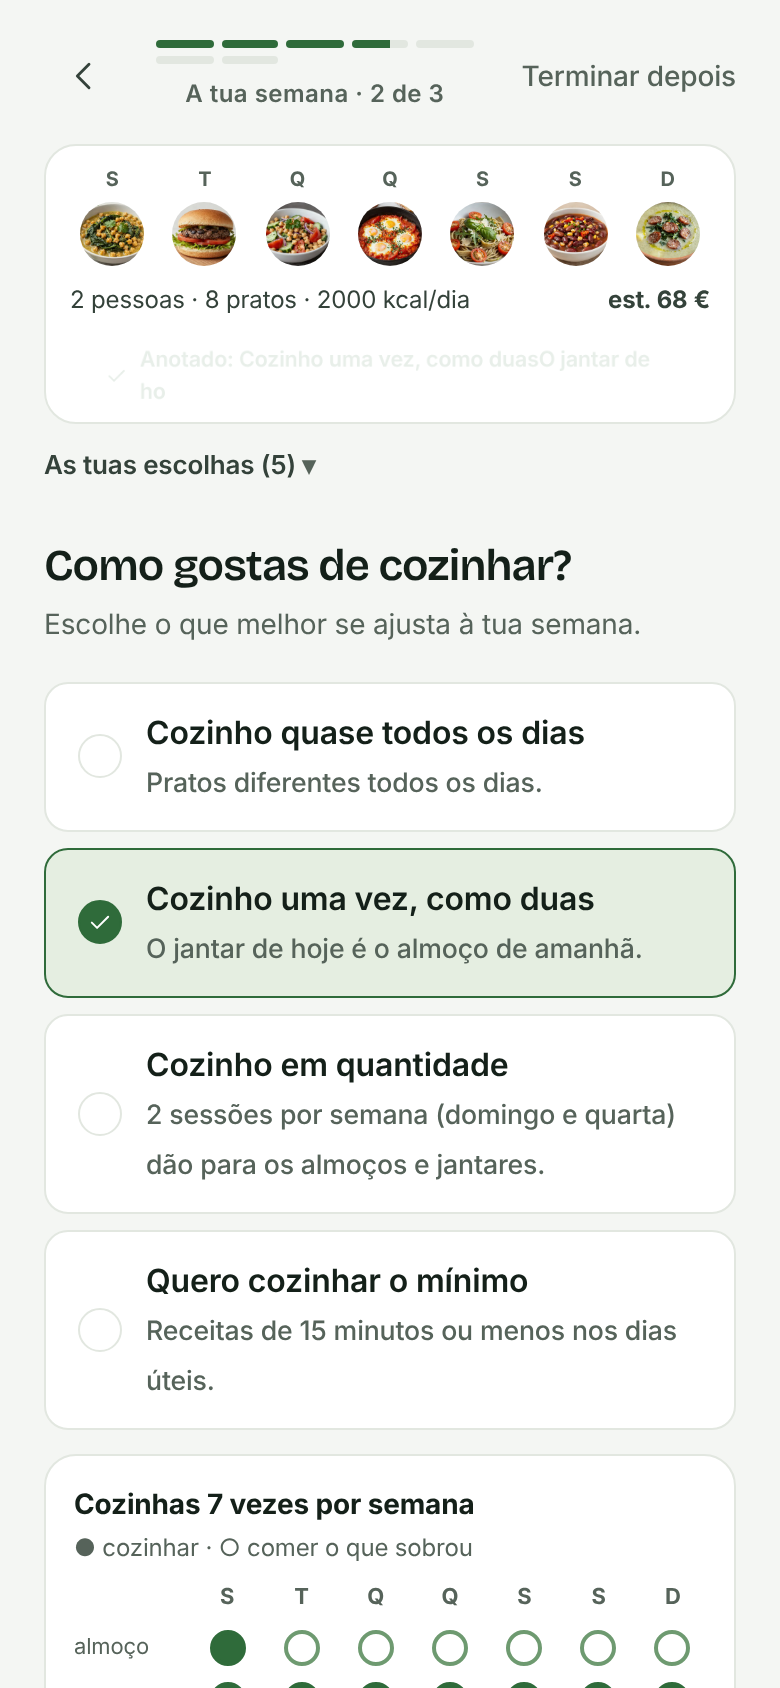 A tua semana · 2 de 3
Terminar depois
S T Q Q S S D
2 pessoas · 8 pratos · 2000 kcal/dia est. 68 €
Anotado: Cozinho uma vez, como duasO jantar de
ho
As tuas escolhas (5) ▾
Como gostas de cozinhar?
Escolhe o que melhor se ajusta à tua semana.
Cozinho quase todos os dias
Pratos diferentes todos os dias.
Cozinho uma vez, como duas
O jantar de hoje é o almoço de amanhã.
Cozinho em quantidade
2 sessões por semana (domingo e quarta)
dão para os almoços e jantares.
Quero cozinhar o mínimo
Receitas de 15 minutos ou menos nos dias
úteis.
Cozinhas 7 vezes por semana
● cozinhar · ○ comer o que sobrou
S T Q Q S S D
almoço